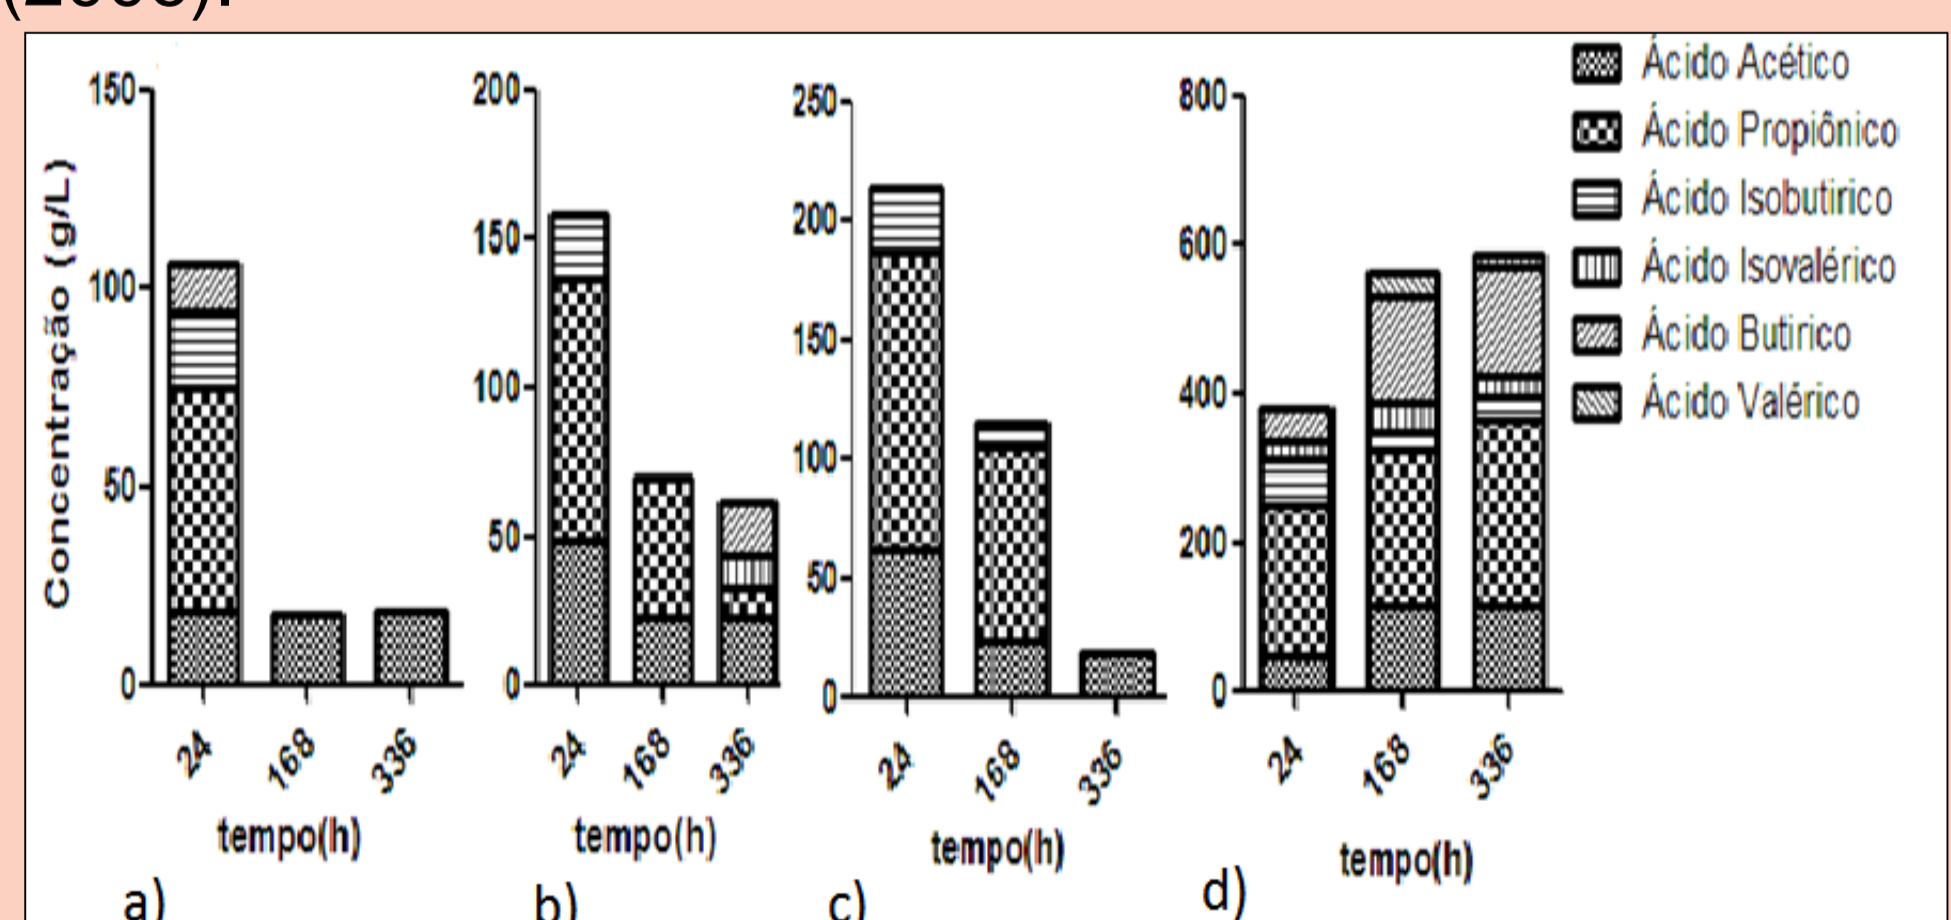 (2008).
150
100
50
0
Concentração (g/L)
24
168
336
tempo(h)
a)
200
150
100
50
0
24
168
336
tempo(h)
b)
250
200
150
100
50
0
24
168
336
tempo(h)
c)
800
600
400
200
0
24
168
336
tempo(h)
d)
Ácido Acético
Ácido Propiônico
Ácido Isobutirico
Ácido Isovalérico
Ácido Butirico
Ácido Valérico